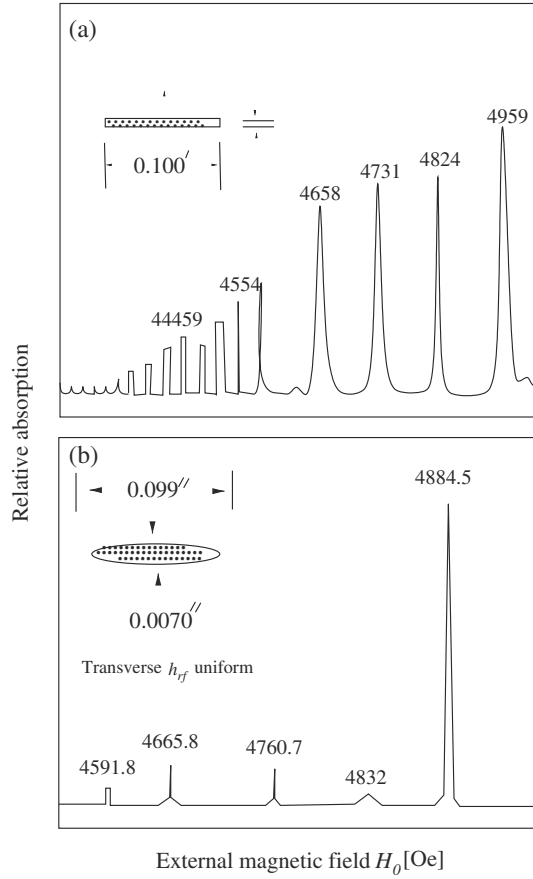 (a)
4959
4824
4731
4658
0.100′
4554
44459
Relative absorption
(b)
0.099″
4884.5
0.0070″
Transverse h_rf uniform
4665.8
4760.7
4591.8
4832
External magnetic field H_0 [Oe]